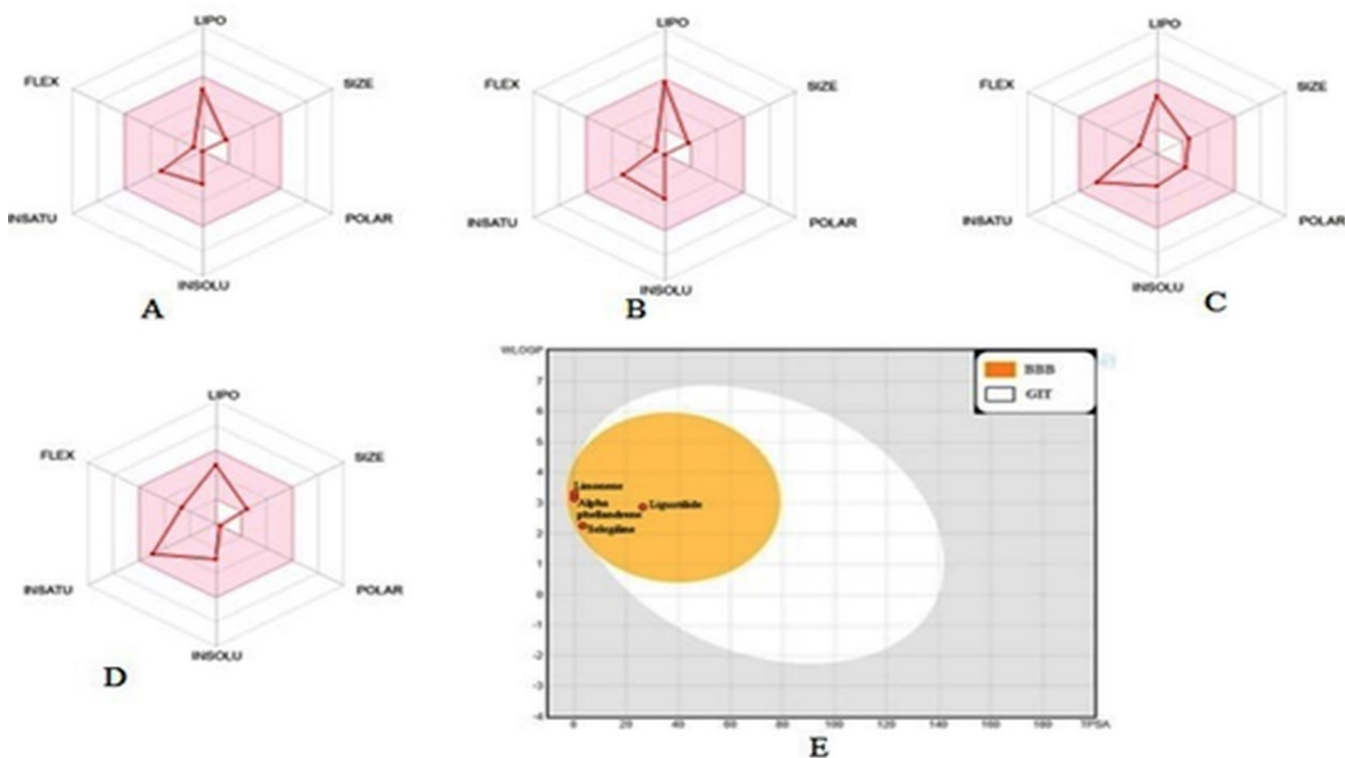 LIPO
FLEX
SIZE
INSATU
POLAR
INSOLU
A
LIPO
FLEX
SIZE
INSATU
POLAR
INSOLU
B
LIPO
FLEX
SIZE
INSATU
POLAR
INSOLU
C
LIPO
FLEX
SIZE
INSATU
POLAR
INSOLU
D
WLOGP
BBB
GIT
7
6
5
4
3
2
1
0
-1
-2
-3
-4
Limonene
Alpha
phellandrene
Ligustilide
Selegiline
0 20 40 60 80 100 120 140 160 180 TPSA
E